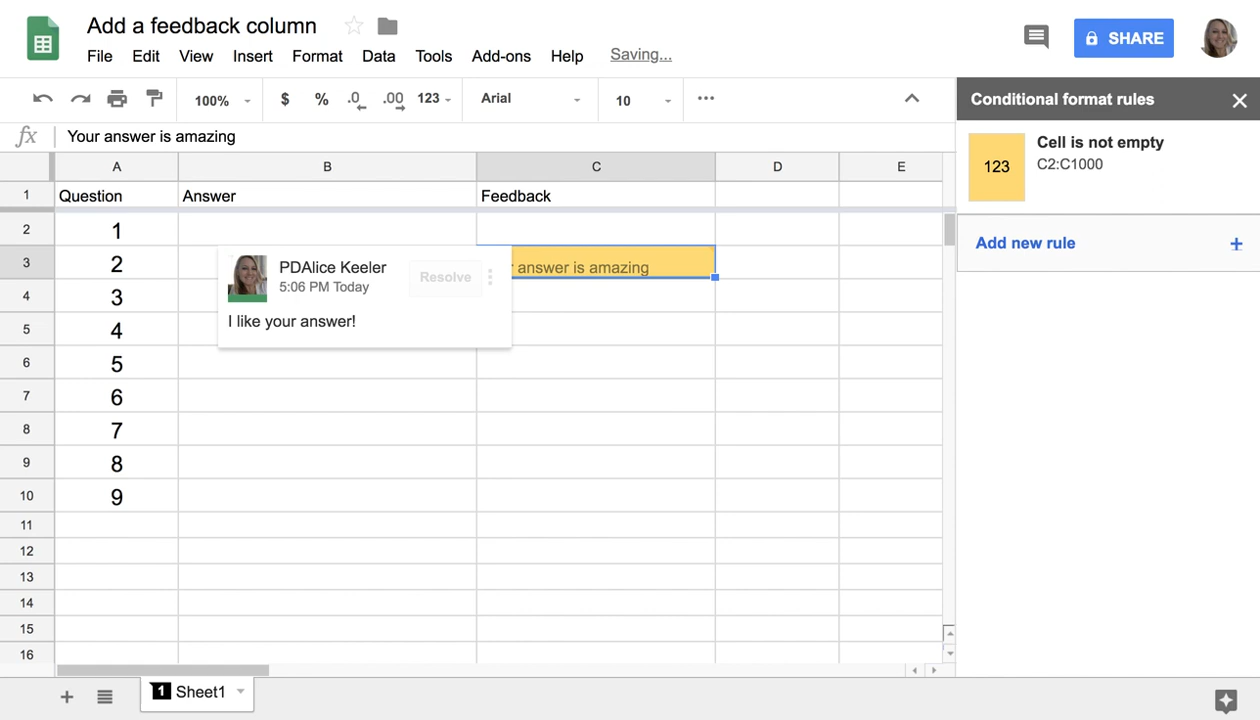 Add a feedback column
File Edit View Insert Format Data Tools Add-ons Help Saving...
SHARE
100% $ % .0 .00 123 Arial 10 ...
fx Your answer is amazing
Conditional format rules
123 Cell is not empty
C2:C1000
Add new rule +
A B C D E
1 Question Answer Feedback
2 1
3 2 answer is amazing
PDAlice Keeler Resolve
5:06 PM Today
I like your answer!
4 3
5 4
6 5
7 6
8 7
9 8
10 9
11
12
13
14
15
16
+ 1 Sheet1